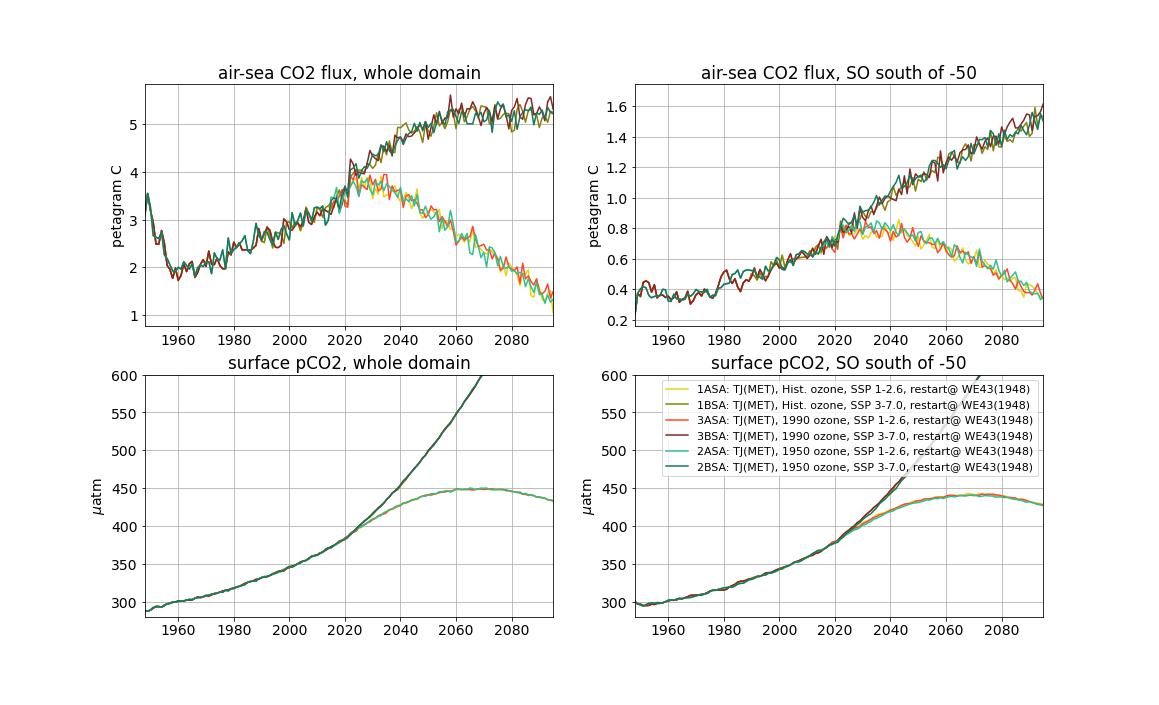 air-sea CO2 flux, whole domain
petagram C
5
4
3
2
1
1960 1980 2000 2020 2040 2060 2080
air-sea CO2 flux, SO south of -50
petagram C
1.6
1.4
1.2
1.0
0.8
0.6
0.4
0.2
1960 1980 2000 2020 2040 2060 2080
surface pCO2, whole domain
μatm
600
550
500
450
400
350
300
1960 1980 2000 2020 2040 2060 2080
surface pCO2, SO south of -50
μatm
600
550
500
450
400
350
300
1ASA: TJ(MET), Hist. ozone, SSP 1-2.6, restart@ WE43(1948)
1BSA: TJ(MET), Hist. ozone, SSP 3-7.0, restart@ WE43(1948)
3ASA: TJ(MET), 1990 ozone, SSP 1-2.6, restart@ WE43(1948)
3BSA: TJ(MET), 1990 ozone, SSP 3-7.0, restart@ WE43(1948)
2ASA: TJ(MET), 1950 ozone, SSP 1-2.6, restart@ WE43(1948)
2BSA: TJ(MET), 1950 ozone, SSP 3-7.0, restart@ WE43(1948)
1960 1980 2000 2020 2040 2060 2080